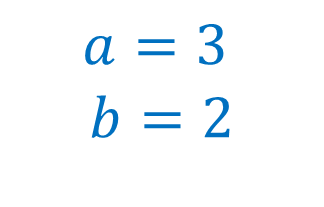 a = 3
b = 2